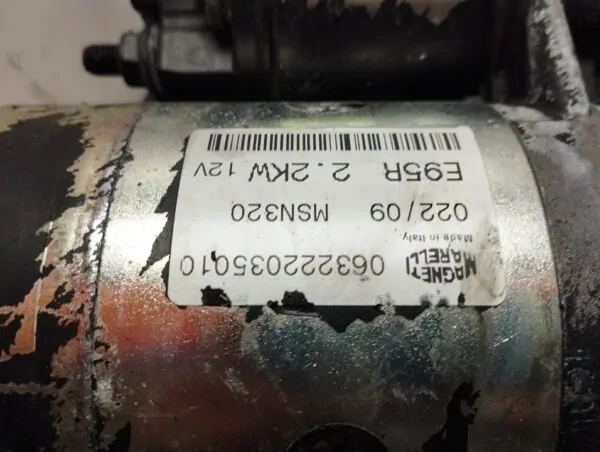 MAGNETI
MARELLI
063222035010
Made in Italy
022/09 MSN320
E95R 2.2KW 12V